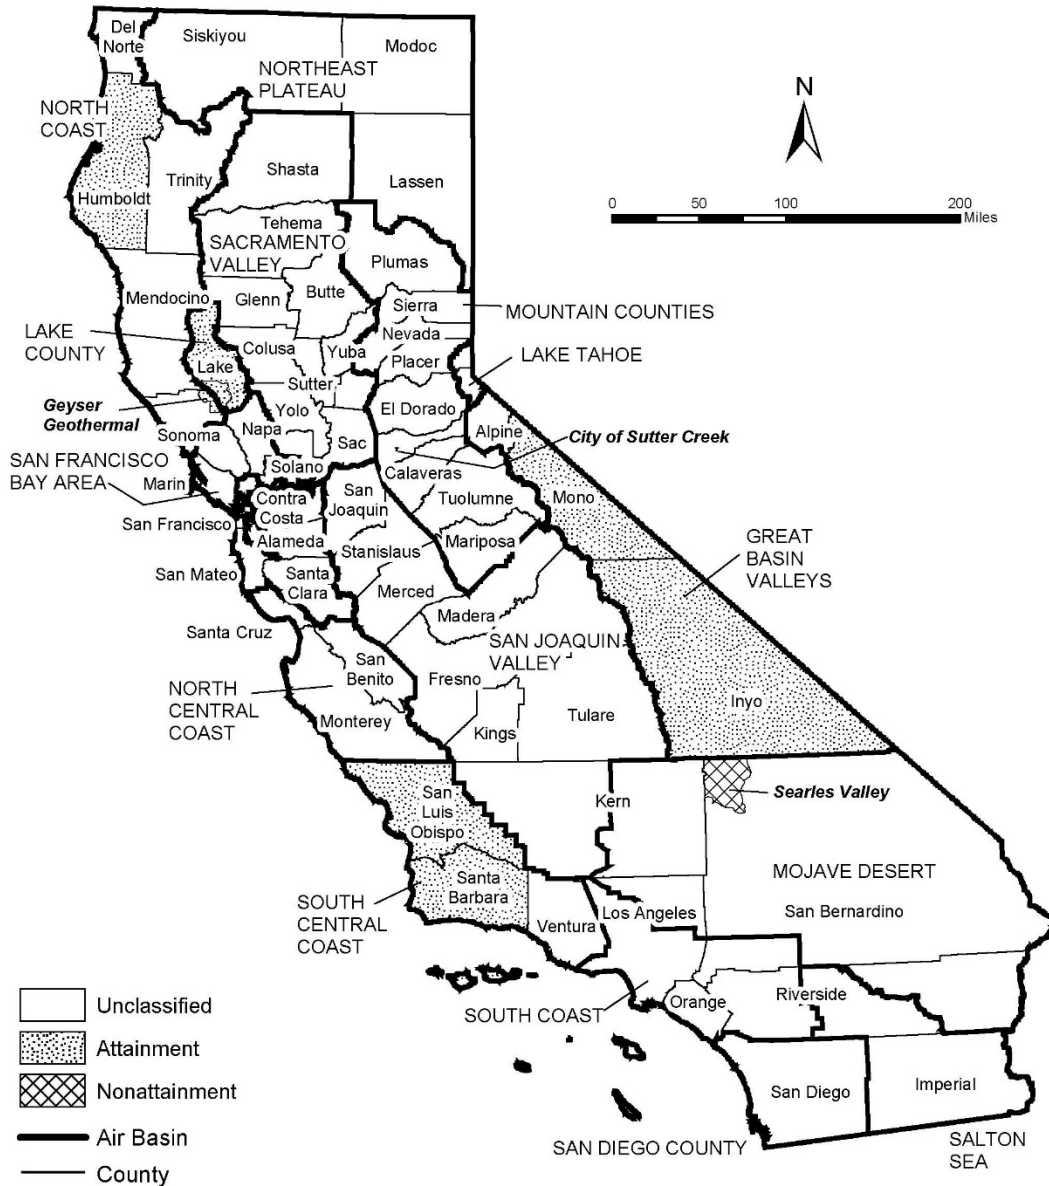 Del
Norte
Siskiyou
Modoc
NORTHEAST
PLATEAU
NORTH
COAST
N
Humboldt
Trinity
Shasta
Lassen
0
50
100
200
Miles
Tehema
SACRAMENTO
VALLEY
Plumas
Mendocino
Glenn
Butte
Sierra
MOUNTAIN COUNTIES
LAKE
COUNTY
Colusa
Yuba
Nevada
Placer
LAKE TAHOE
Lake
Sutter
Geyser
Geothermal
Yolo
El Dorado
Sonoma
Napa
Sac
Alpine
City of Sutter Creek
SAN FRANCISCO
BAY AREA
Marin
Solano
Calaveras
Contra
Costa
San
Joaquin
Tuolumne
Mono
San Francisco
Alameda
Stanislaus
Mariposa
GREAT
BASIN
VALLEYS
San Mateo
Santa
Clara
Merced
Madera
Santa Cruz
SAN JOAQUIN
VALLEY
San
Benito
Fresno
NORTH
CENTRAL
COAST
Monterey
Kings
Tulare
Inyo
San
Luis
Obispo
Kern
Searles Valley
Santa
Barbara
MOJAVE DESERT
SOUTH
CENTRAL
COAST
Ventura
Los Angeles
San Bernardino
Unclassified
SOUTH COAST
Orange
Riverside
Attainment
Nonattainment
San Diego
Imperial
Air Basin
SAN DIEGO COUNTY
SALTON
SEA
County